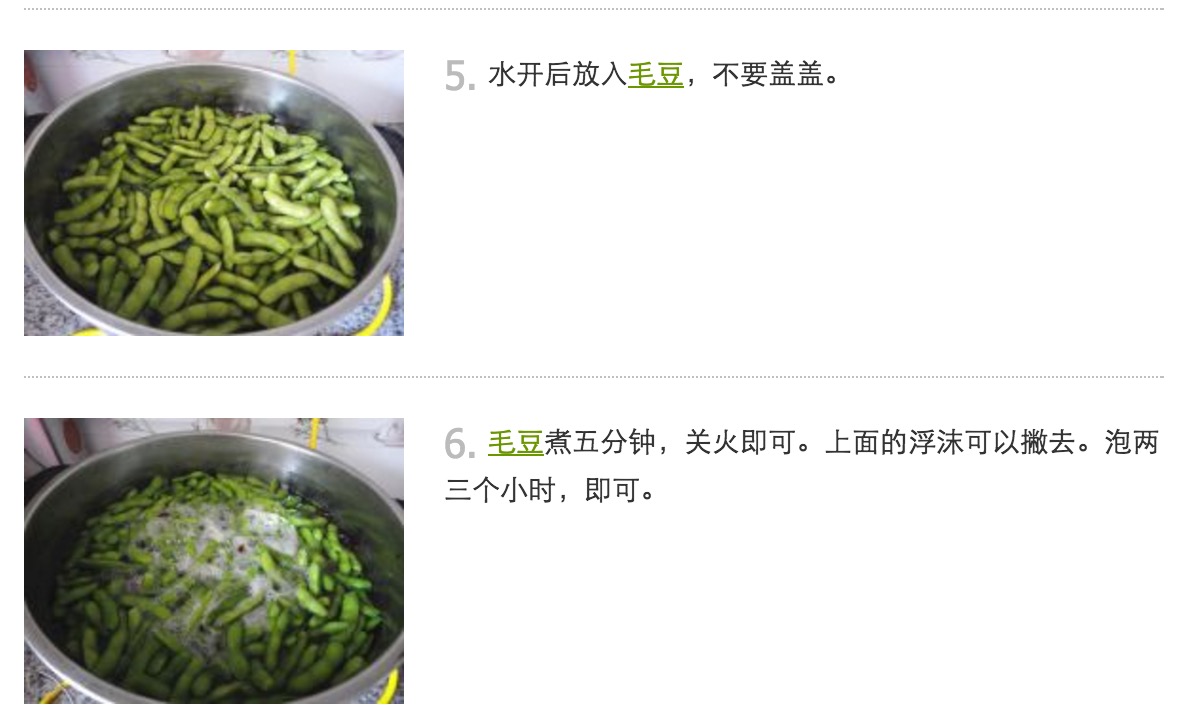 5. 水开后放入毛豆，不要盖盖。
6. 毛豆煮五分钟，关火即可。上面的浮沫可以撇去。泡两
三个小时，即可。